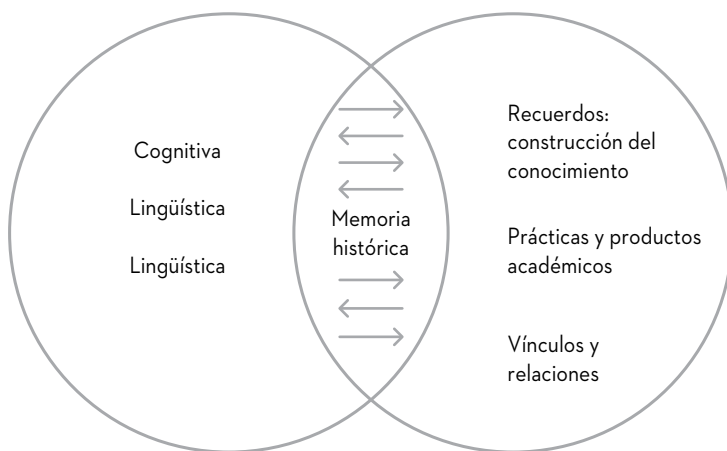 Cognitiva
Lingüística
Lingüística
Memoria
histórica
Recuerdos:
construcción del
conocimiento
Prácticas y productos
académicos
Vínculos y
relaciones